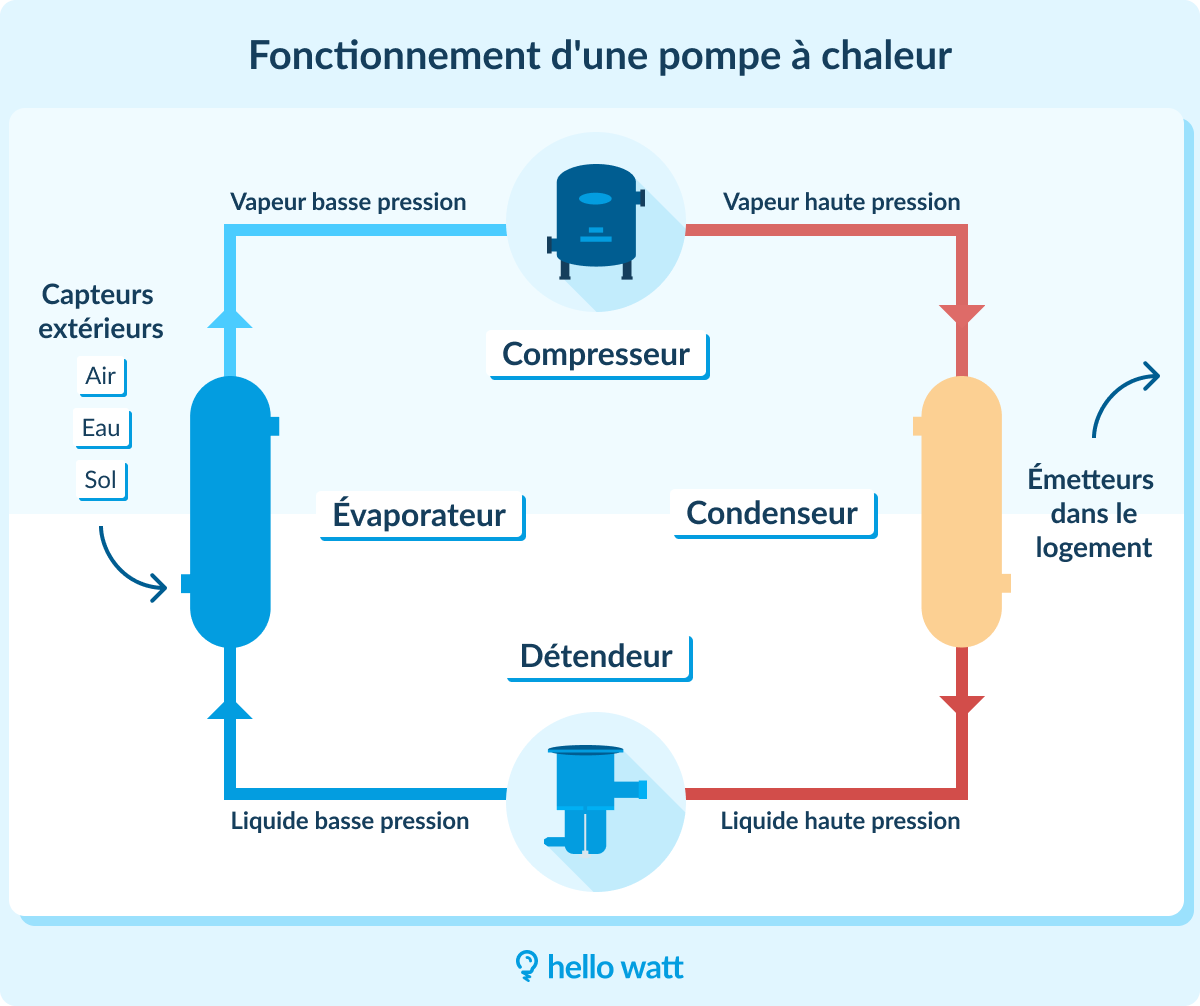 Fonctionnement d'une pompe à chaleur
Vapeur basse pression
Vapeur haute pression
Capteurs
extérieurs
Air
Eau
Sol
Compresseur
Évaporateur
Condenseur
Émetteurs
dans le
logement
Détendeur
Liquide basse pression
Liquide haute pression
hello watt